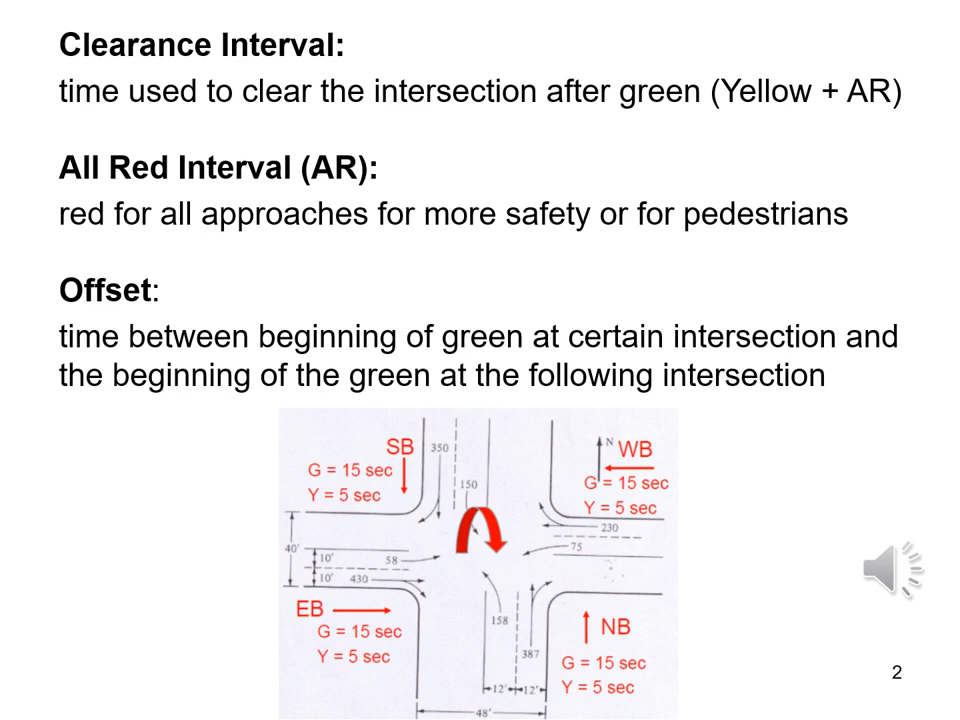 Clearance Interval:
time used to clear the intersection after green (Yellow + AR)
All Red Interval (AR):
red for all approaches for more safety or for pedestrians
Offset:
time between beginning of green at certain intersection and
the beginning of the green at the following intersection
SB
G = 15 sec
Y = 5 sec
350
150
N
WB
G = 15 sec
Y = 5 sec
230
75
40'
10'
58
10'
430
EB
G = 15 sec
Y = 5 sec
158
387
NB
G = 15 sec
Y = 5 sec
12'
12'
48'
2